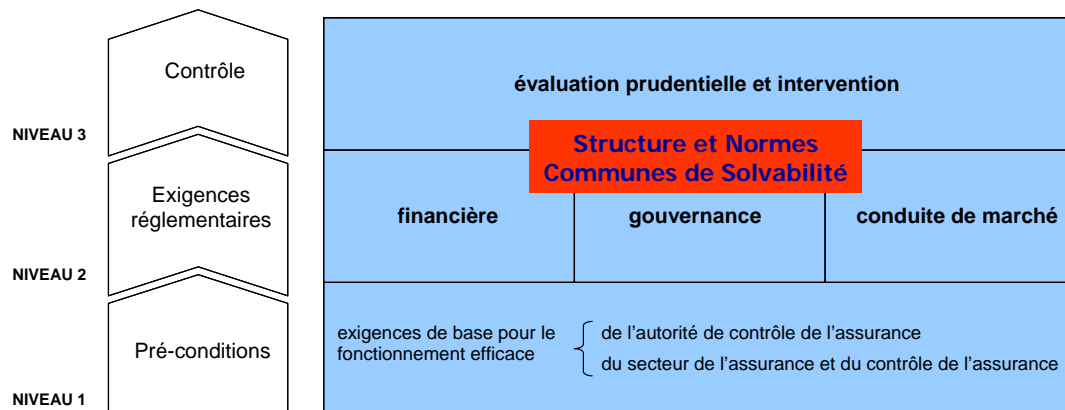 Contrôle
évaluation prudentielle et intervention
NIVEAU 3
Structure et Normes
Communes de Solvabilité
Exigences
réglementaires
financière
gouvernance
conduite de marché
NIVEAU 2
Pré-conditions
exigences de base pour le
fonctionnement efficace
de l'autorité de contrôle de l'assurance
du secteur de l'assurance et du contrôle de l'assurance
NIVEAU 1